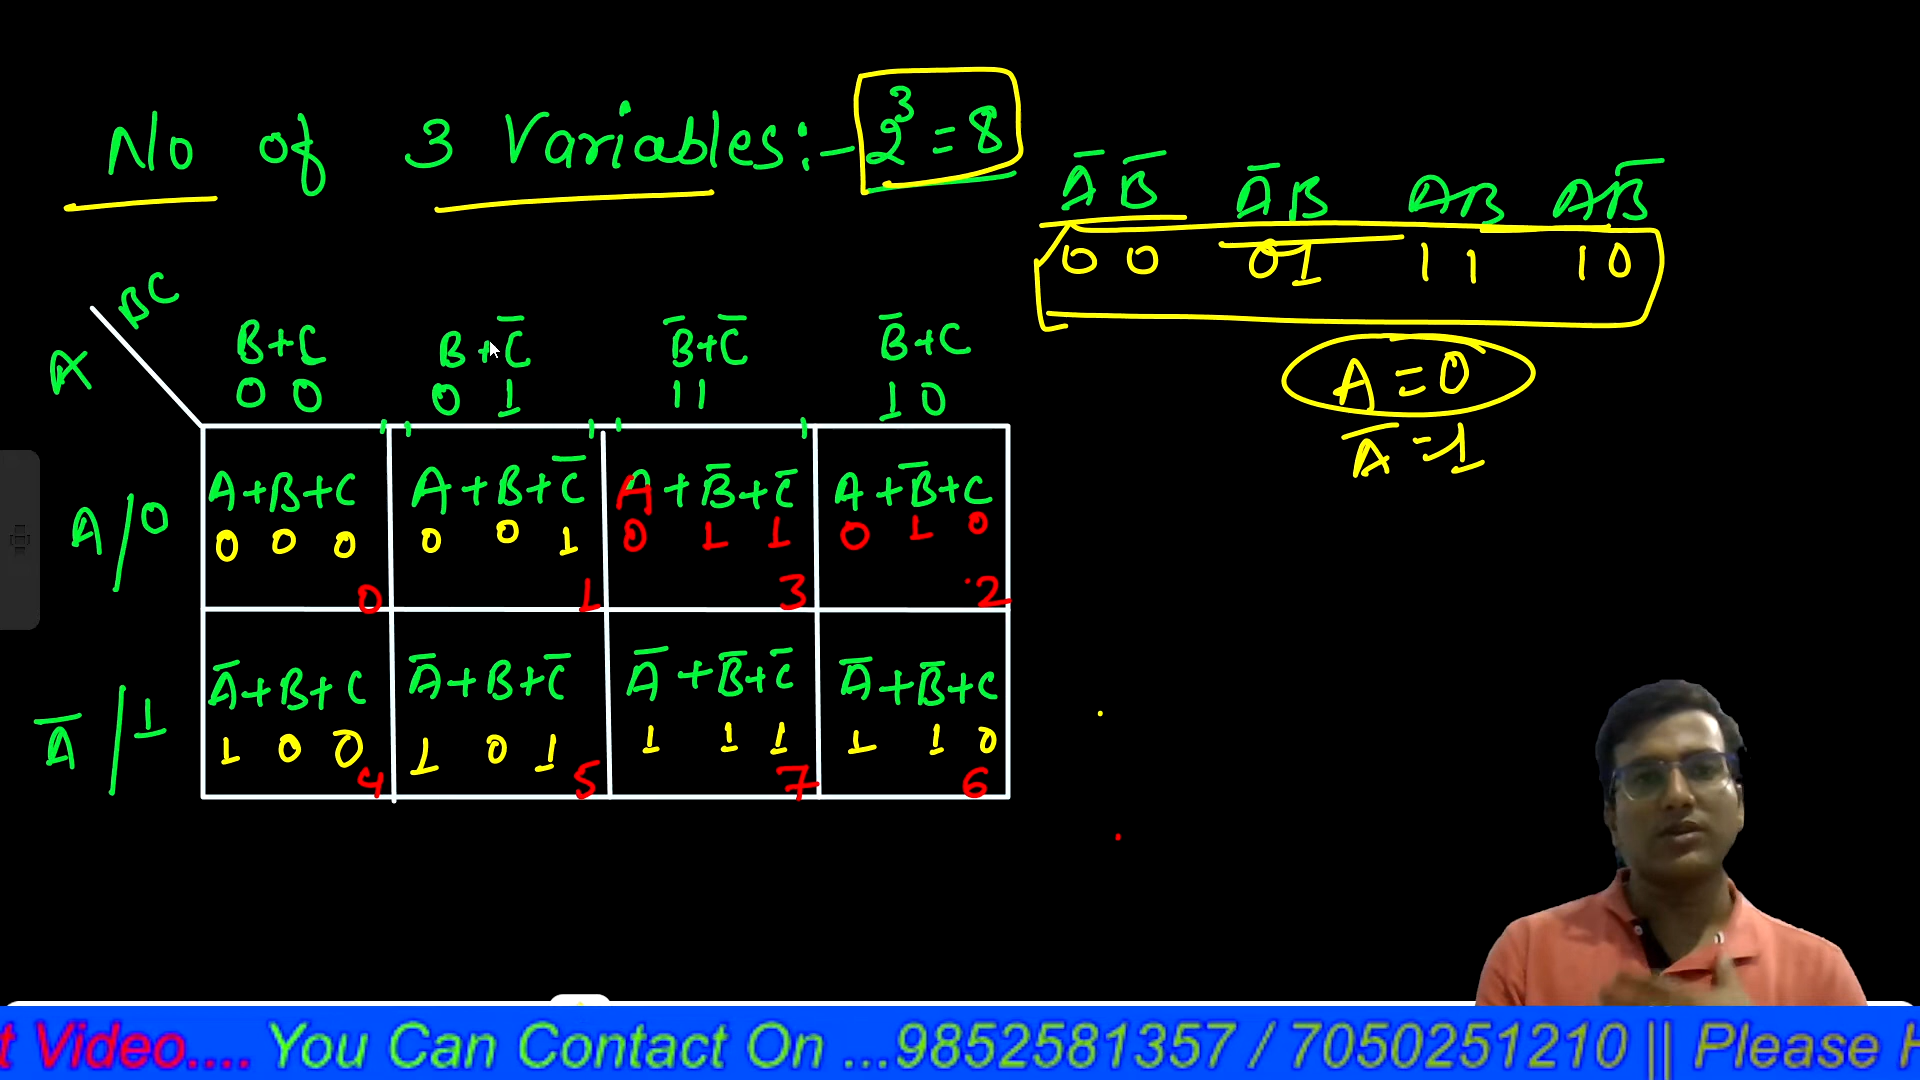 No of 3 Variables:- 2³ = 8
A̅ B̅ A̅ B A B A B̅
0 0 0 1 1 1 1 0
A = 0
A̅ = 1
A
BC
B+C B+C̅ B̅+C̅ B̅+C
0 0 0 1 1 1 1 0
A/0
A+B+C A+B+C̅ A+B̅+C̅ A+B̅+C
0 0 0 0 0 1 0 1 1 0 1 0
0 1 3 2
A̅/1
A̅+B+C A̅+B+C̅ A̅+B̅+C̅ A̅+B̅+C
1 0 0 1 0 1 1 1 1 1 1 0
4 5 7 6
t Video.... You Can Contact On ...9852581357 / 7050251210 || Please H